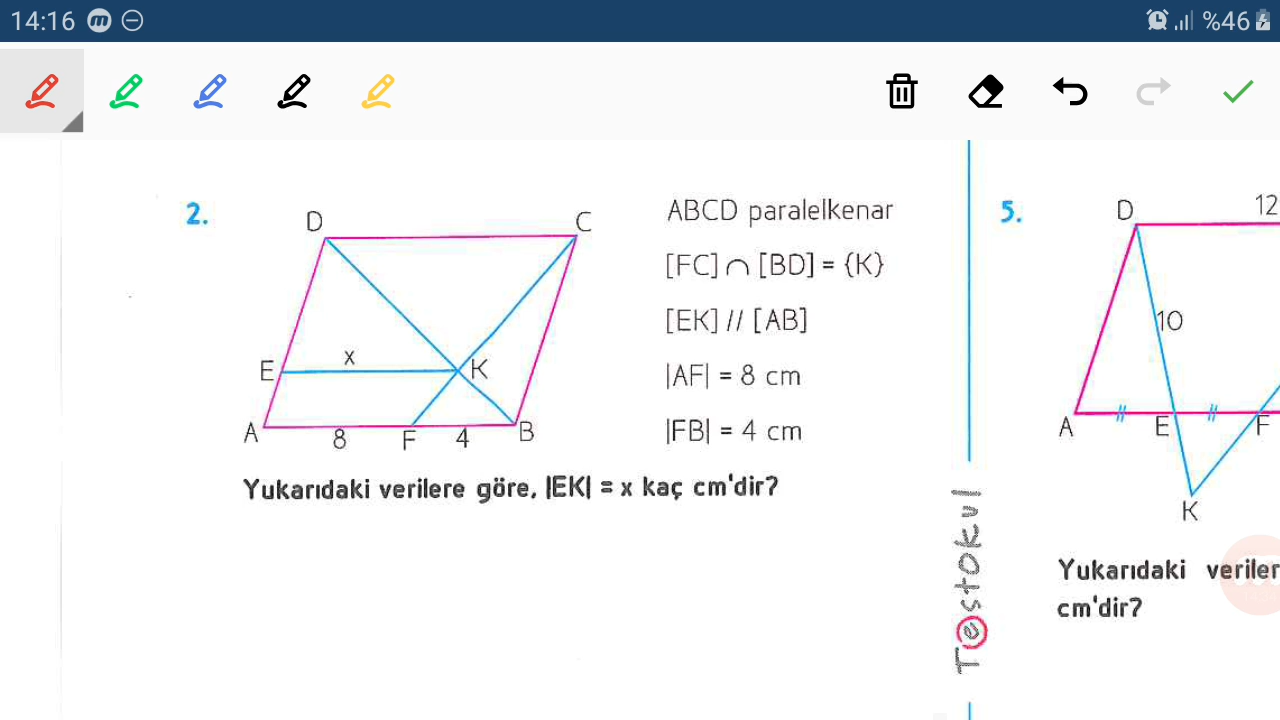 14:16 %46
2.
D C
E x K
A 8 F 4 B
ABCD paralelkenar
[FC] ∩ [BD] = {K}
[EK] // [AB]
|AF| = 8 cm
|FB| = 4 cm
Yukarıdaki verilere göre, |EK| = x kaç cm'dir?
Testokul
5.
D 12
10
A E F
K
Yukarıdaki veriler
cm'dir?